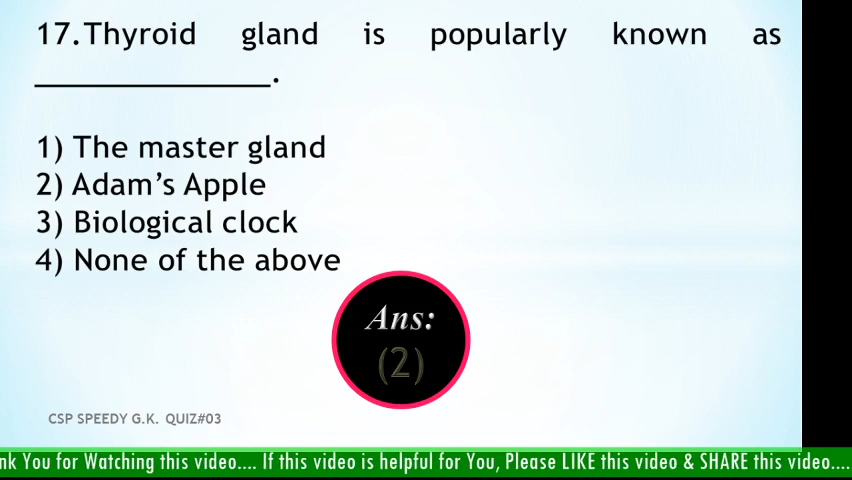 17.Thyroid gland is popularly known as
______________.
1) The master gland
2) Adam’s Apple
3) Biological clock
4) None of the above
Ans:
(2)
CSP SPEEDY G.K. QUIZ#03
nk You for Watching this video.... If this video is helpful for You, Please LIKE this video & SHARE this video....